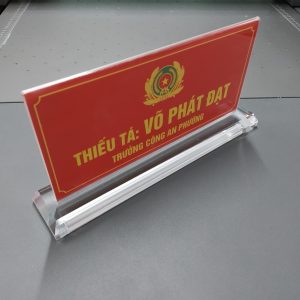 THIẾU TÁ: VÕ PHÁT ĐẠT
TRƯỞNG CÔNG AN PHƯỜNG